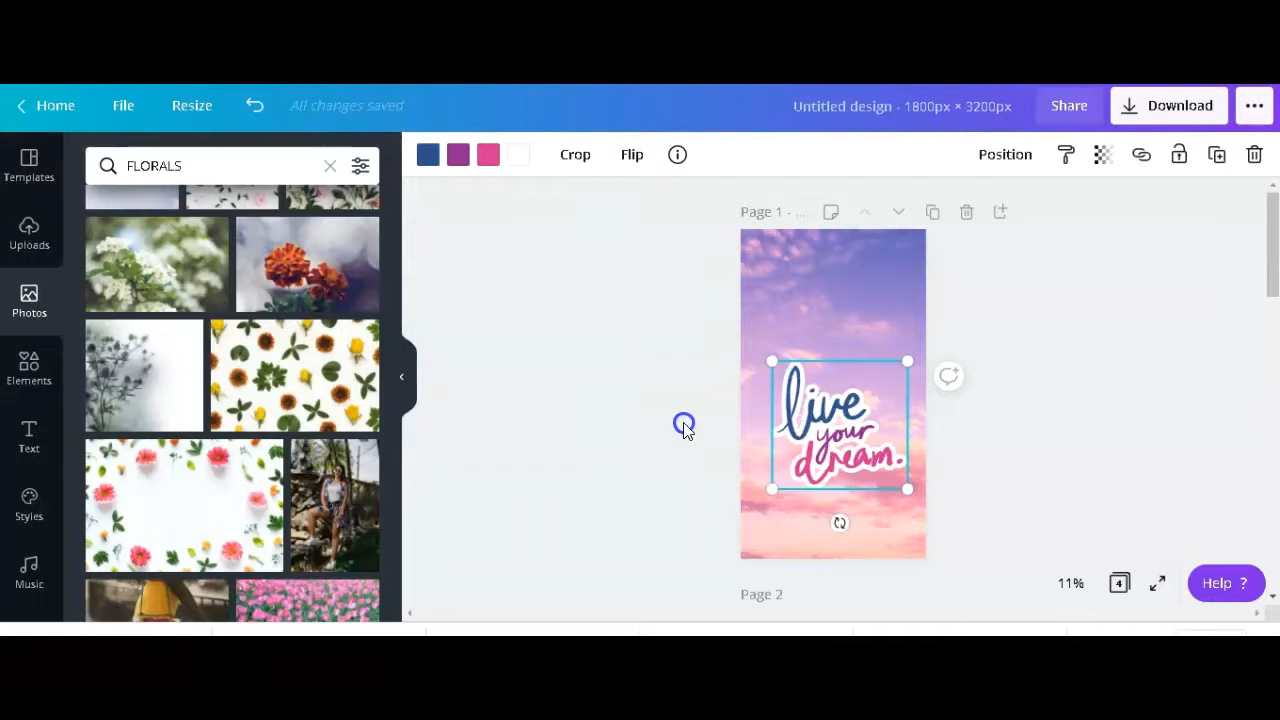 Home File Resize All changes saved Untitled design - 1800px × 3200px Share Download
Templates
Uploads
Photos
Elements
Text
Styles
Music
FLORALS
Crop Flip Position
Page 1 - ...
live
your
dream.
Page 2
11% 4 Help ?